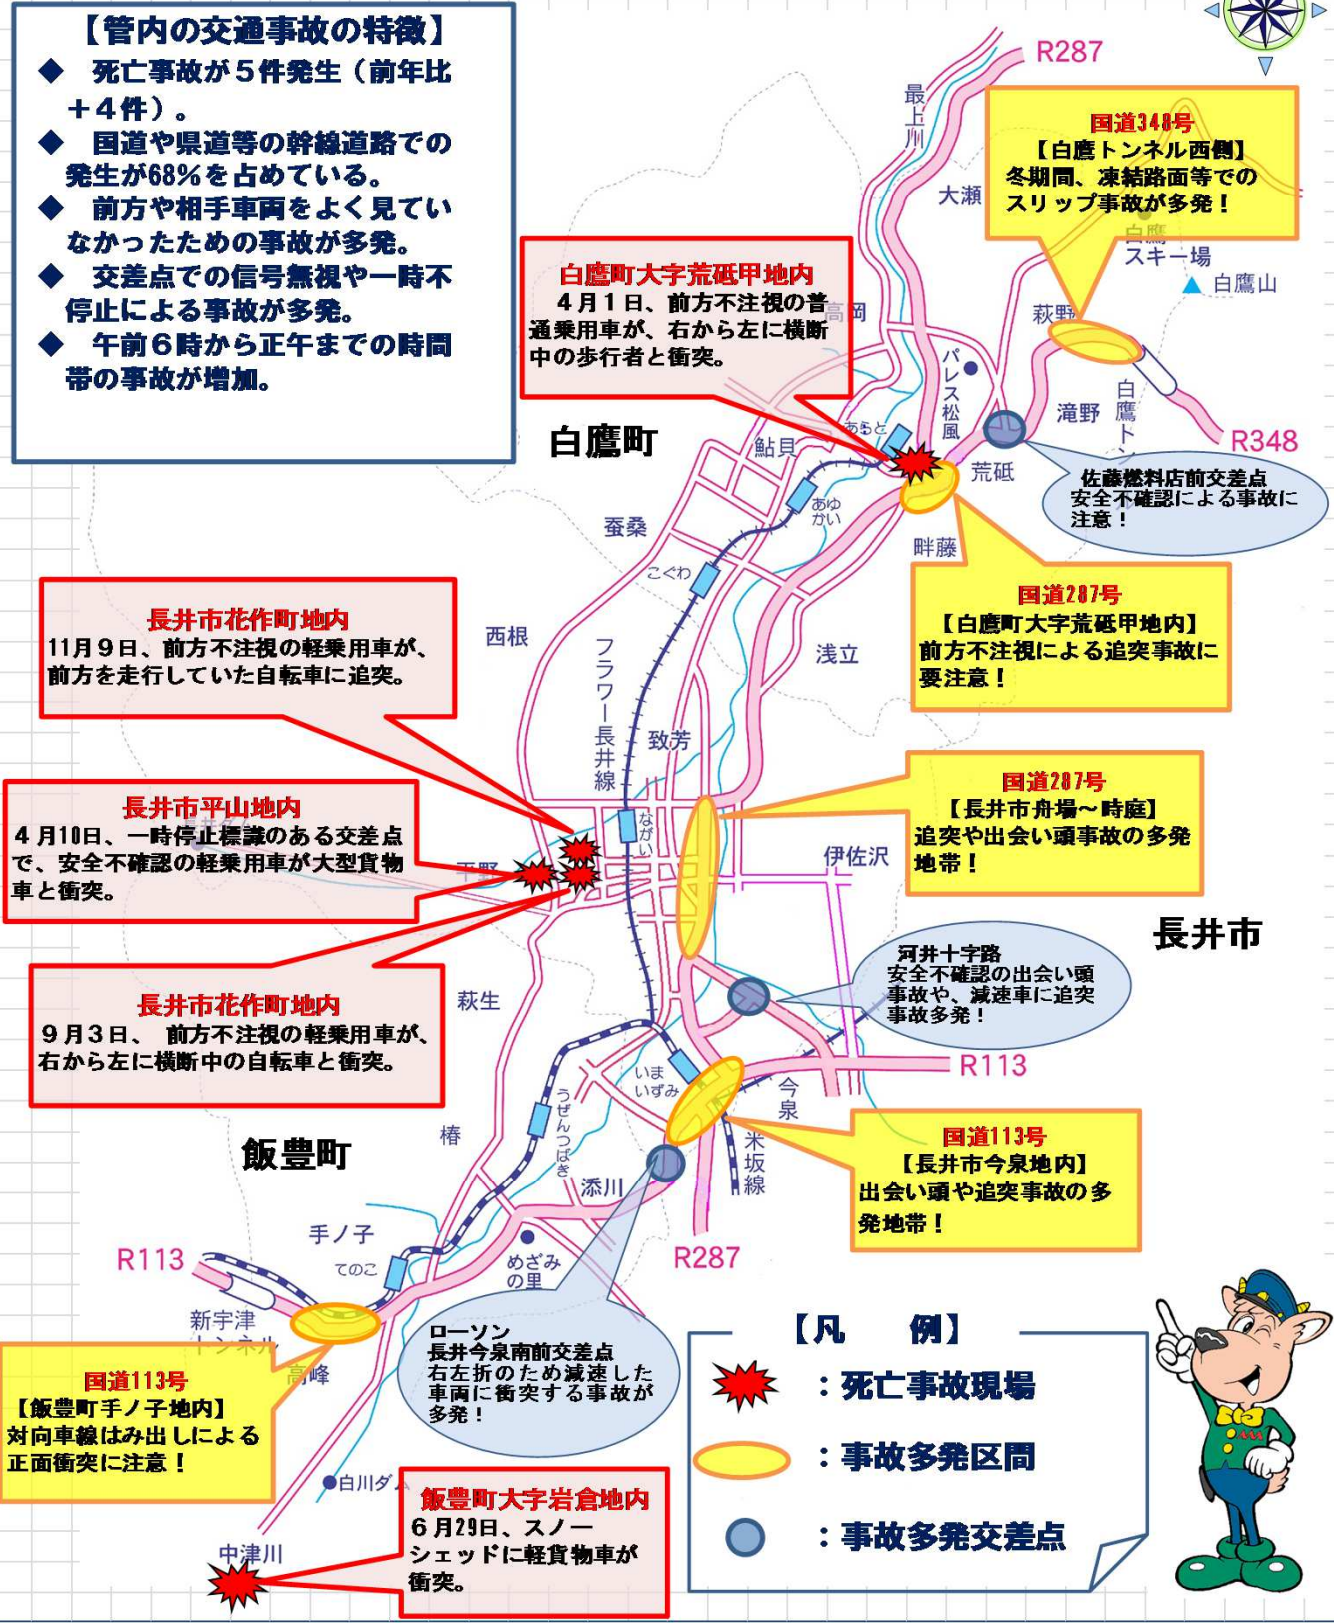 【管内の交通事故の特徴】
◆ 死亡事故が５件発生（前年比
＋４件）。
◆ 国道や県道等の幹線道路での
発生が68%を占めている。
◆ 前方や相手車両をよく見てい
なかったための事故が多発。
◆ 交差点での信号無視や一時不
停止による事故が多発。
◆ 午前６時から正午までの時間
帯の事故が増加。
R287
最上川
大瀬
国道348号
【白鷹トンネル西側】
冬期間、凍結路面等での
スリップ事故が多発！
白鷹
スキー場
白鷹山
白鷹町大字荒砥甲地内
４月１日、前方不注視の普
通乗用車が、右から左に横断
中の歩行者と衝突。
高岡
萩野
パレス松風
滝野
白鷹トン
R348
白鷹町
鮎貝
あらと
荒砥
佐藤燃料店前交差点
安全不確認による事故に
注意！
あゆ
かい
蚕桑
畔藤
こぐわ
国道287号
【白鷹町大字荒砥甲地内】
前方不注視による追突事故に
要注意！
長井市花作町地内
11月９日、前方不注視の軽乗用車が、
前方を走行していた自転車に追突。
西根
フラワー長井線
浅立
致芳
国道287号
【長井市舟場～時庭】
追突や出会い頭事故の多発
地帯！
長井市平山地内
４月10日、一時停止標識のある交差点
で、安全不確認の軽乗用車が大型貨物
車と衝突。
ながい
平野
伊佐沢
長井市
河井十字路
安全不確認の出会い頭
事故や、減速車に追突
事故多発！
長井市花作町地内
９月３日、 前方不注視の軽乗用車が、
右から左に横断中の自転車と衝突。
萩生
いま
いずみ
R113
今泉
うぜんつばき
椿
飯豊町
米坂線
国道113号
【長井市今泉地内】
出会い頭や追突事故の多
発地帯！
添川
手ノ子
R113
てのこ
めざみ
の里
R287
新宇津
トンネル
高峰
国道113号
【飯豊町手ノ子地内】
対向車線はみ出しによる
正面衝突に注意！
ローソン
長井今泉南前交差点
右左折のため減速した
車両に衝突する事故が
多発！
白川ダム
飯豊町大字岩倉地内
６月29日、スノー
シェッドに軽貨物車が
衝突。
中津川
【凡 例】
：死亡事故現場
：事故多発区間
：事故多発交差点